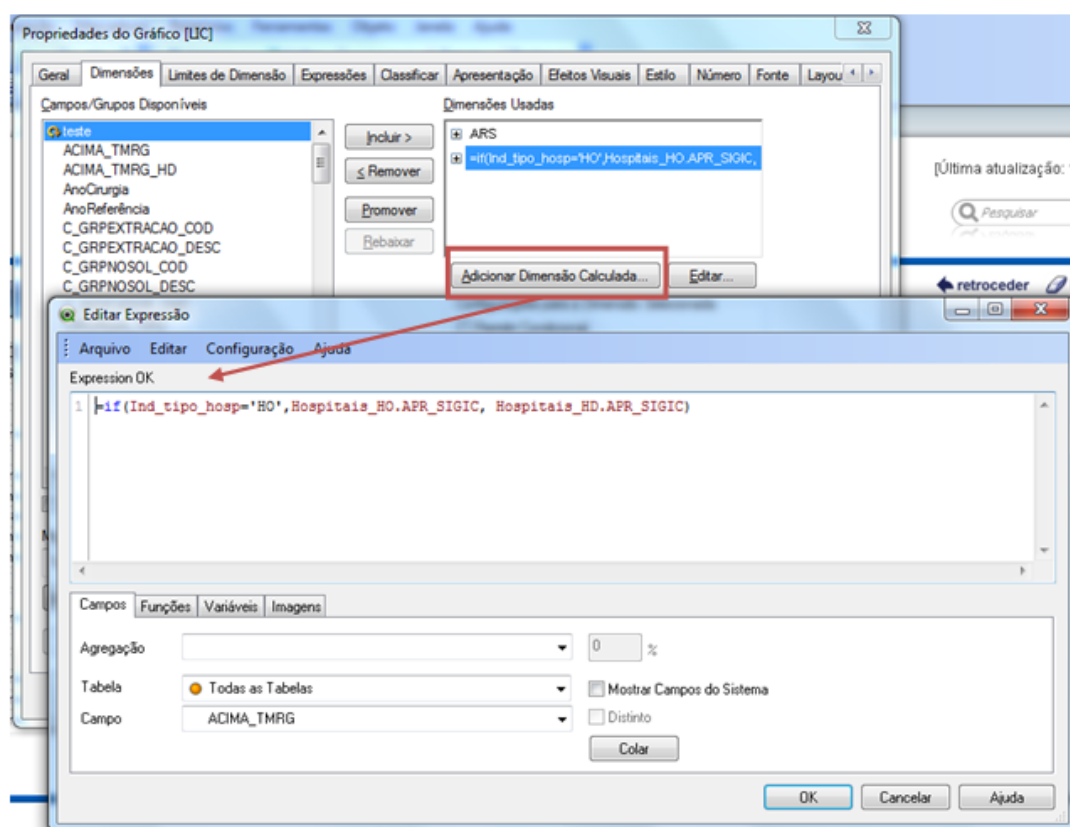 Propriedades do Gráfico [LIC]
Geral Dimensões Limites de Dimensão Expressões Classificar Apresentação Efeitos Visuais Estilo Número Fonte Layou
Campos/Grupos Disponíveis
Dimensões Usadas
teste
ACIMA_TMRG
ACIMA_TMRG_HD
AnoCirurgia
AnoReferência
C_GRPEXTRACAO_COD
C_GRPEXTRACAO_DESC
C_GRPNOSOL_COD
C_GRPNOSOL_DESC
Incluir >
< Remover
Promover
Rebaixar
ARS
=if(Ind_tipo_hosp='HO',Hospitais_HO.APR_SIGIC,
Adicionar Dimensão Calculada...
Editar...
[Última atualização:
Pesquisar
retroceder
Editar Expressão
Arquivo Editar Configuração Ajuda
Expression OK
1 =if(Ind_tipo_hosp='HO',Hospitais_HO.APR_SIGIC, Hospitais_HD.APR_SIGIC)
Campos Funções Variáveis Imagens
Agregação 0 %
Tabela Todas as Tabelas Mostrar Campos do Sistema
Campo ACIMA_TMRG Distinto
Colar
OK Cancelar Ajuda